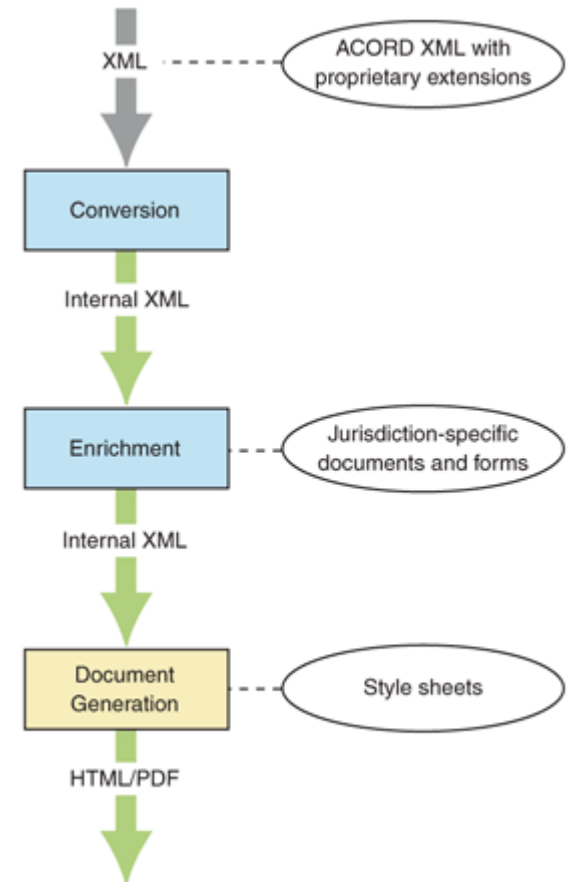 XML
ACORD XML with
proprietary extensions
Conversion
Internal XML
Enrichment
Jurisdiction-specific
documents and forms
Internal XML
Document
Generation
Style sheets
HTML/PDF